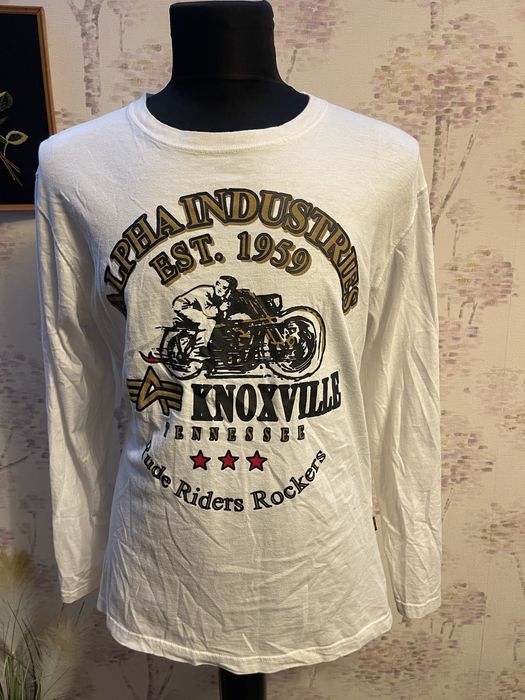 ALPHA INDUSTRIES
EST. 1959
KNOXVILLE
TENNESSEE
Riders Rockers